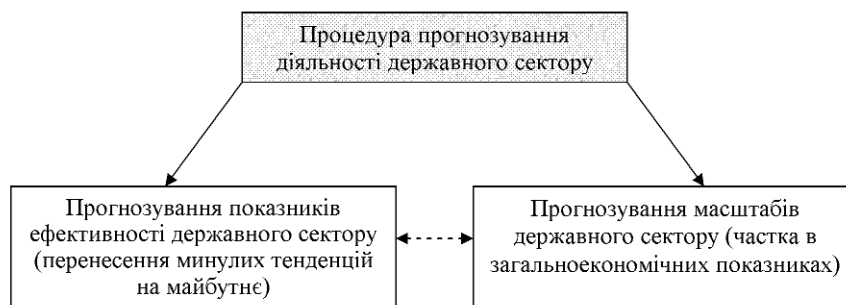 Процедура прогнозування
діяльності державного сектору
Прогнозування показників
ефективності державного сектору
(перенесення минулих тенденцій
на майбутнє)
Прогнозування масштабів
державного сектору (частка в
загальноекономічних показниках)